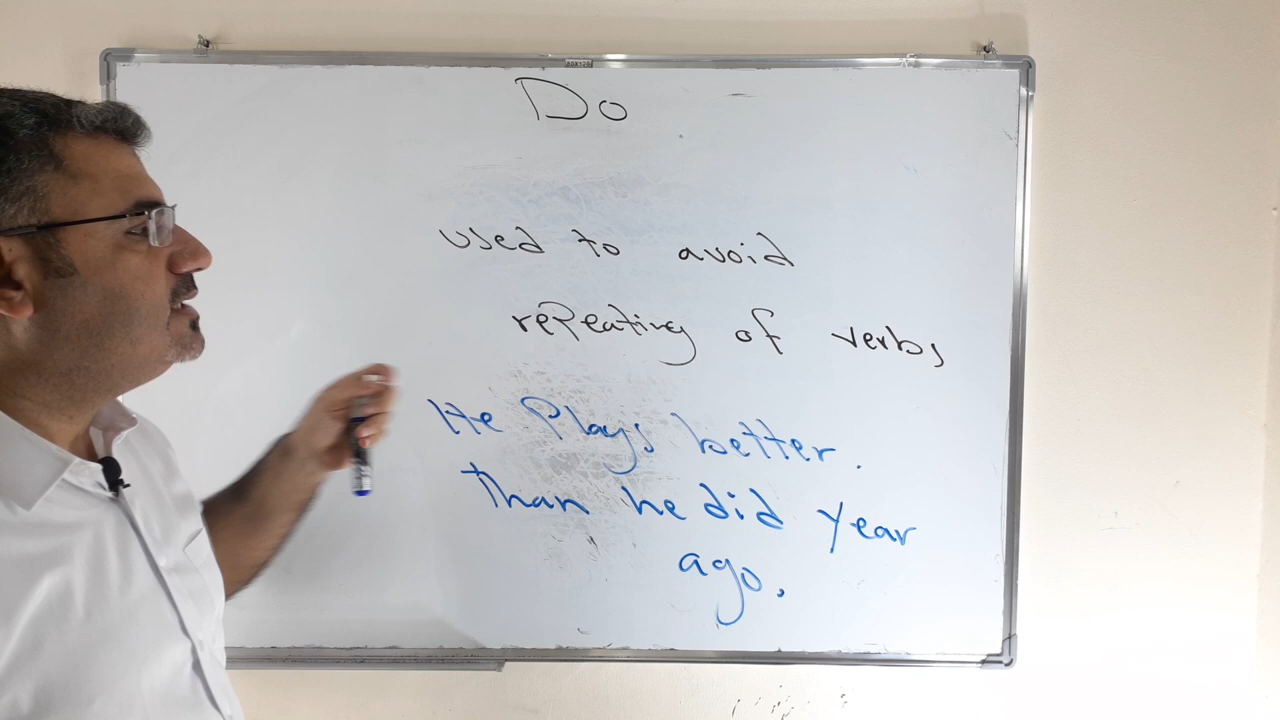 Do
used to avoid
repeating of verbs
He Plays better.
than he did year
ago.